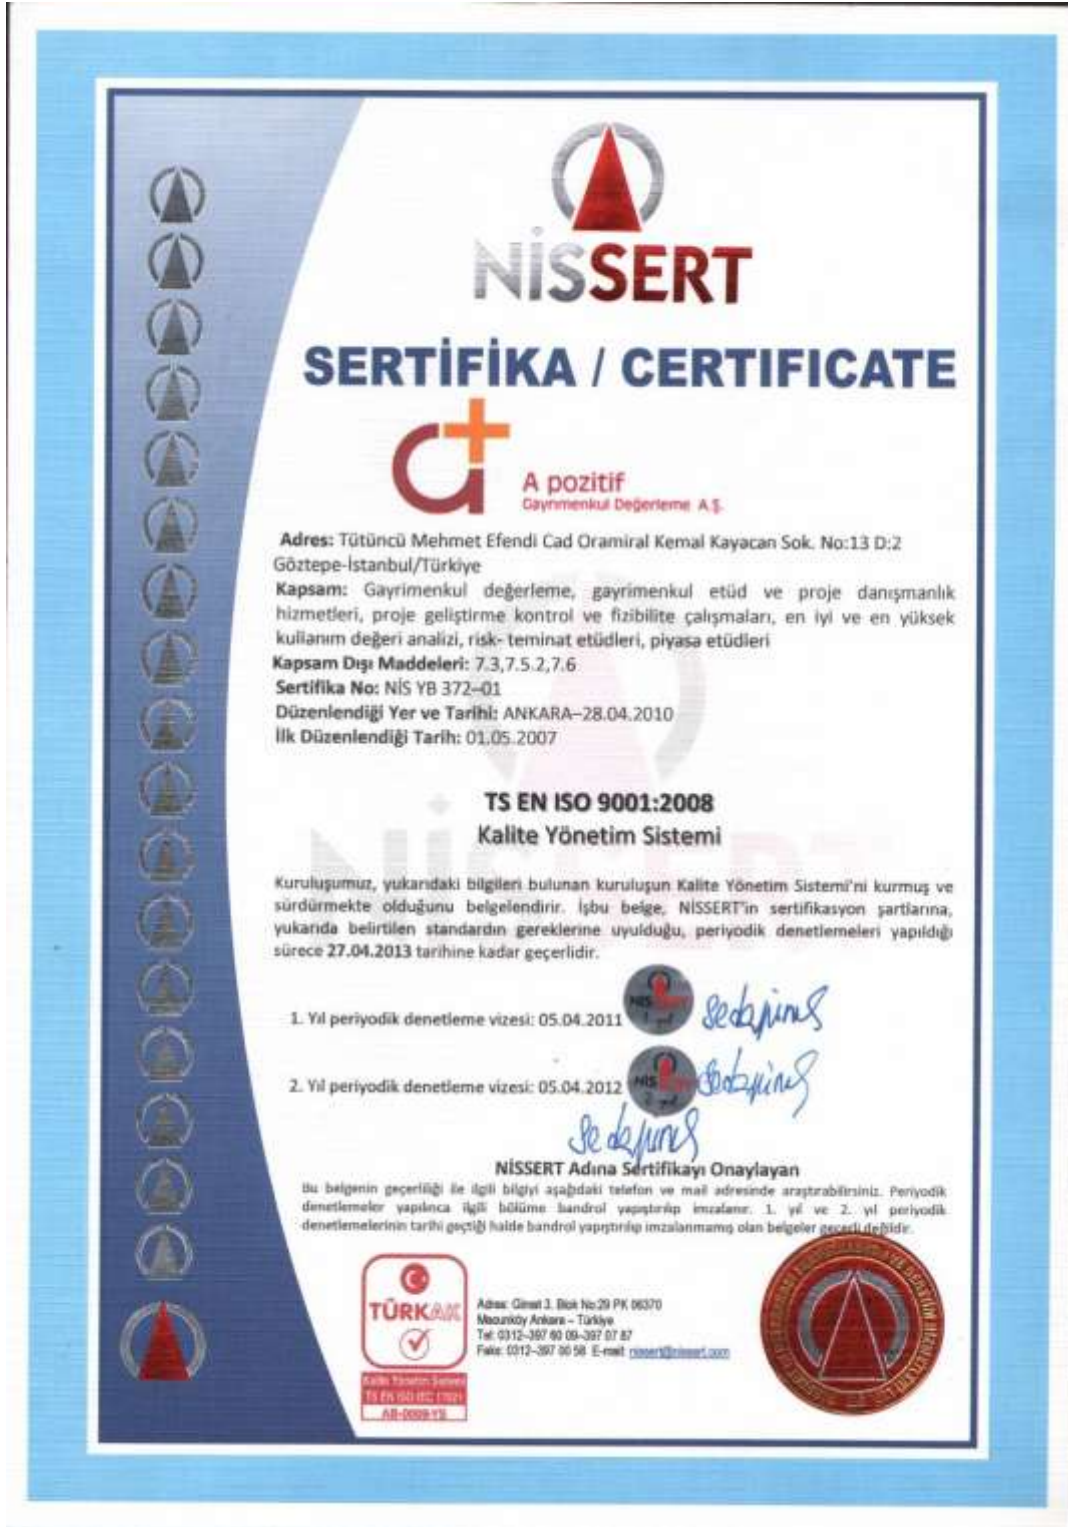 NİSSERT
SERTİFİKA / CERTIFICATE
A pozitif
Gayrimenkul Değerleme A.Ş.
Adres: Tütüncü Mehmet Efendi Cad Oramiral Kemal Kayacan Sok. No:13 D:2
Göztepe-İstanbul/Türkiye
Kapsam: Gayrimenkul değerleme, gayrimenkul etüd ve proje danışmanlık
hizmetleri, proje geliştirme kontrol ve fizibilite çalışmaları, en iyi ve en yüksek
kullanım değeri analizi, risk- teminat etüdleri, piyasa etüdleri
Kapsam Dışı Maddeleri: 7.3,7.5.2,7.6
Sertifika No: NİS YB 372–01
Düzenlendiği Yer ve Tarihi: ANKARA–28.04.2010
İlk Düzenlendiği Tarih: 01.05.2007
TS EN ISO 9001:2008
Kalite Yönetim Sistemi
Kuruluşumuz, yukarıdaki bilgileri bulunan kuruluşun Kalite Yönetim Sistemi'ni kurmuş ve
sürdürmekte olduğunu belgelendirir. İşbu belge, NİSSERT'in sertifikasyon şartlarına,
yukarıda belirtilen standardın gereklerine uyulduğu, periyodik denetlemeleri yapıldığı
sürece 27.04.2013 tarihine kadar geçerlidir.
1. Yıl periyodik denetleme vizesi: 05.04.2011
2. Yıl periyodik denetleme vizesi: 05.04.2012
NİSSERT Adına Sertifikayı Onaylayan
Bu belgenin geçerliliği ile ilgili bilgiyi aşağıdaki telefon ve mail adresinde araştırabilirsiniz. Periyodik
denetlemeler yapılınca ilgili bölüme bandrol yapıştırılıp imzalanır. 1. yıl ve 2. yıl periyodik
denetlemelerinin tarihi geçtiği halde bandrol yapıştırılıp imzalanmamış olan belgeler geçerli değildir.
TÜRKAK
Kalite Yönetim Sistemi
TS EN ISO IEC 17021
AB-0009-YS
Adres: Gimat 3. Blok No:29 PK 06370
Macunköy Ankara – Türkiye
Tel: 0312–397 60 09–397 07 87
Faks: 0312–397 00 58 E-mail: nissert@nissert.com